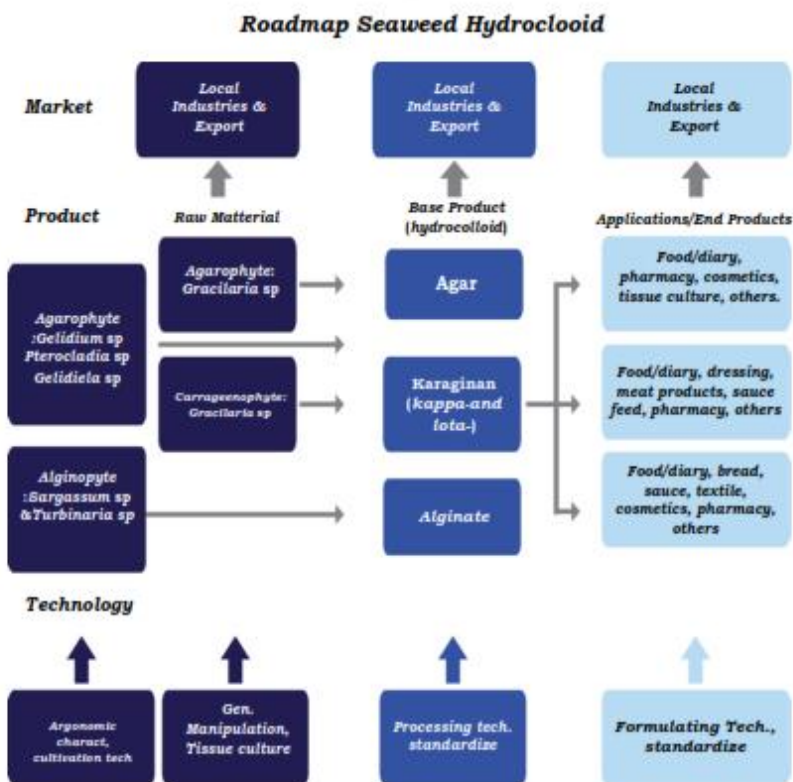 Roadmap Seaweed Hydroclooid
Market
Local
Industries &
Export
Local
Industries &
Export
Local
Industries &
Export
Product
Raw Matterial
Base Product
(hydrocolloid)
Applications/End Products
Agarophyte
:Gelidium sp
Pterocladia sp
Gelidiela sp
Agarophyte:
Gracilaria sp
Agar
Food/diary,
pharmacy, cosmetics,
tissue culture, others.
Carrageenophyte:
Gracilaria sp
Karaginan
(kappa-and
Iota-)
Food/diary, dressing,
meat products, sauce
feed, pharmacy, others
Alginopyte
:Sargassum sp
&Turbinaria sp
Alginate
Food/diary, bread,
sauce, textile,
cosmetics, pharmacy,
others
Technology
Argonomic
charact,
cultivation tech
Gen.
Manipulation,
Tissue culture
Processing tech.
standardize
Formulating Tech.,
standardize